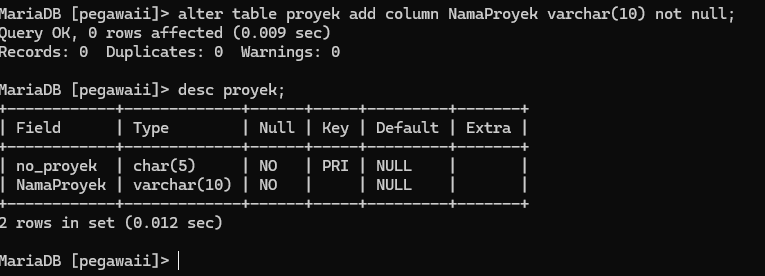 MariaDB [pegawaii]> alter table proyek add column NamaProyek varchar(10) not null;
Query OK, 0 rows affected (0.009 sec)
Records: 0  Duplicates: 0  Warnings: 0

MariaDB [pegawaii]> desc proyek;
+------------+-------------+------+-----+---------+-------+
| Field      | Type        | Null | Key | Default | Extra |
+------------+-------------+------+-----+---------+-------+
| no_proyek  | char(5)     | NO   | PRI | NULL    |       |
| NamaProyek | varchar(10) | NO   |     | NULL    |       |
+------------+-------------+------+-----+---------+-------+
2 rows in set (0.012 sec)

MariaDB [pegawaii]>